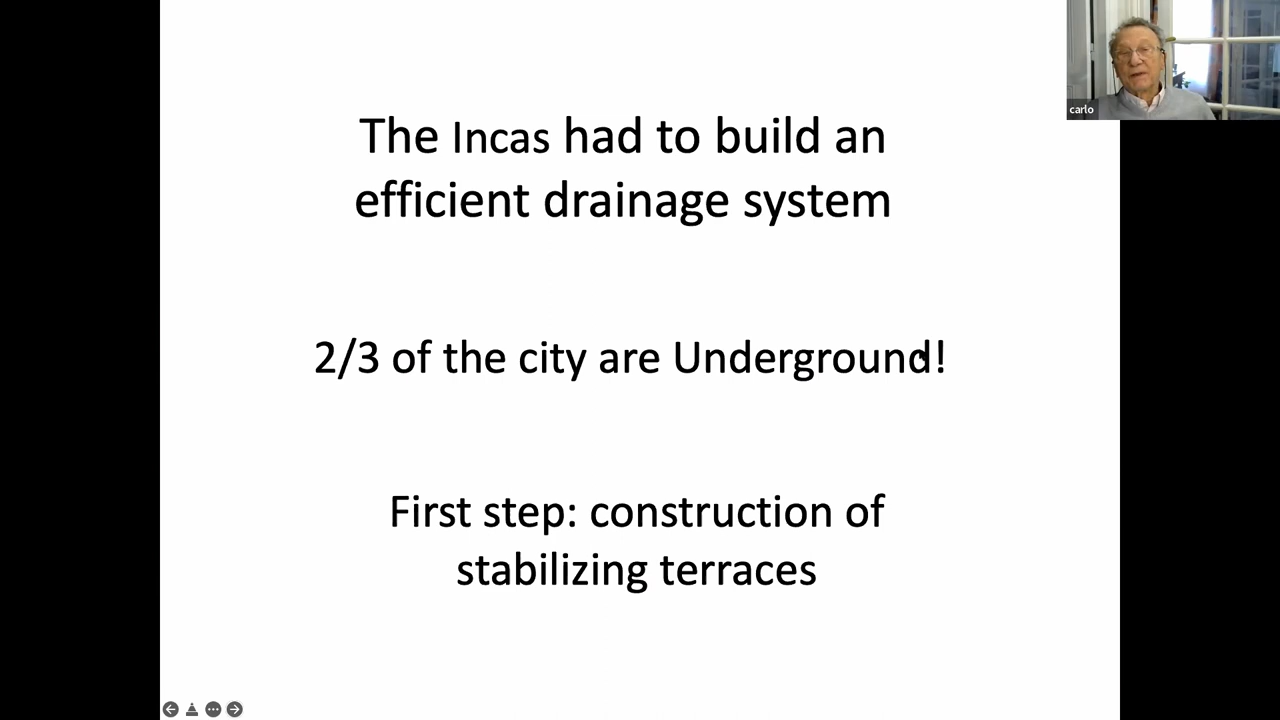 carlo
The Incas had to build an
efficient drainage system
2/3 of the city are Underground!
First step: construction of
stabilizing terraces